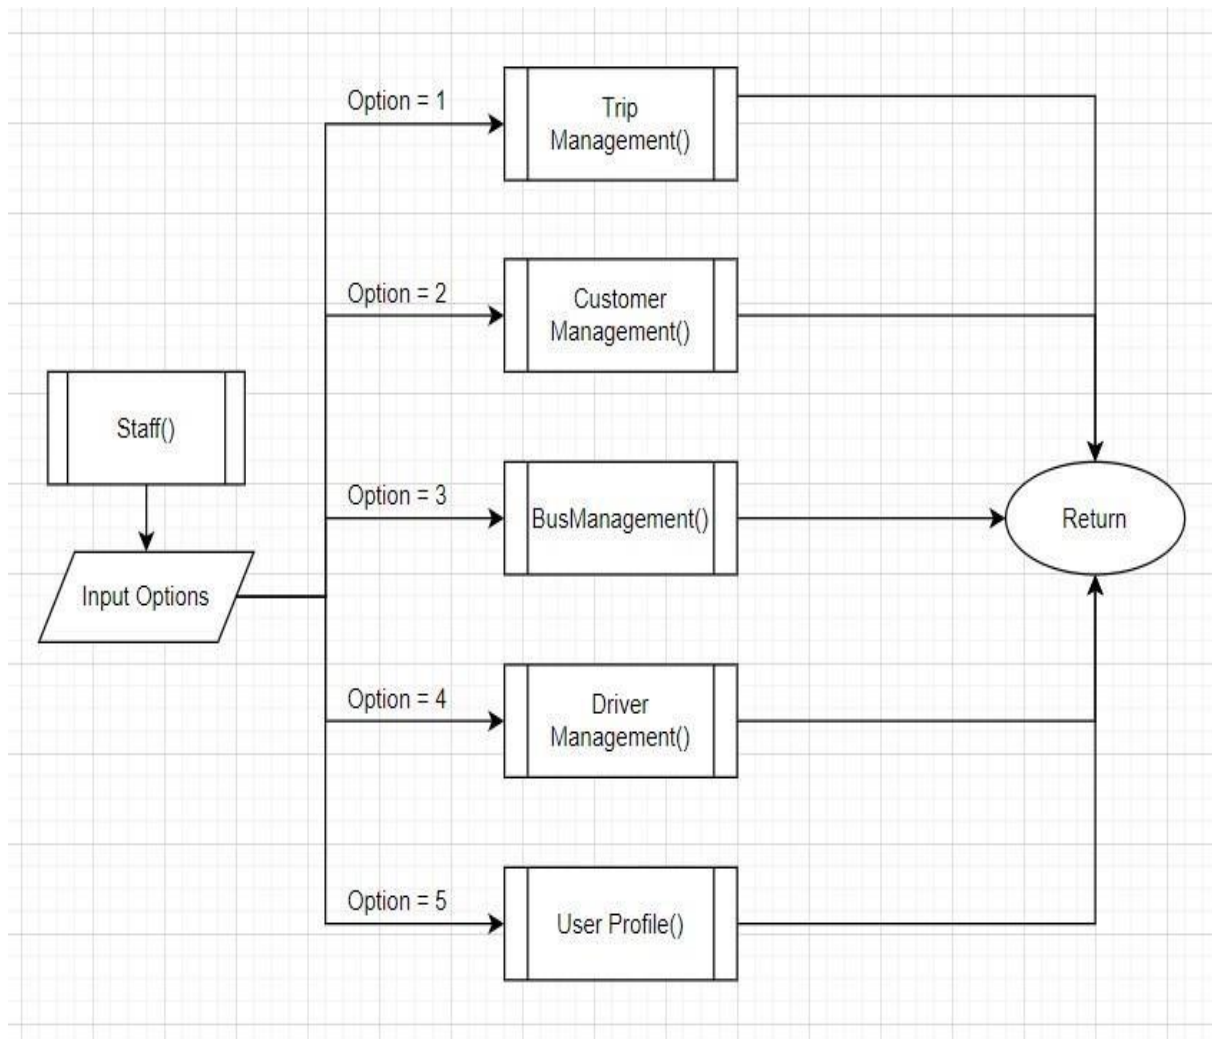 Option = 1
Trip
Management()
Option = 2
Customer
Management()
Staff()
Option = 3
BusManagement()
Return
Input Options
Option = 4
Driver
Management()
Option = 5
User Profile()